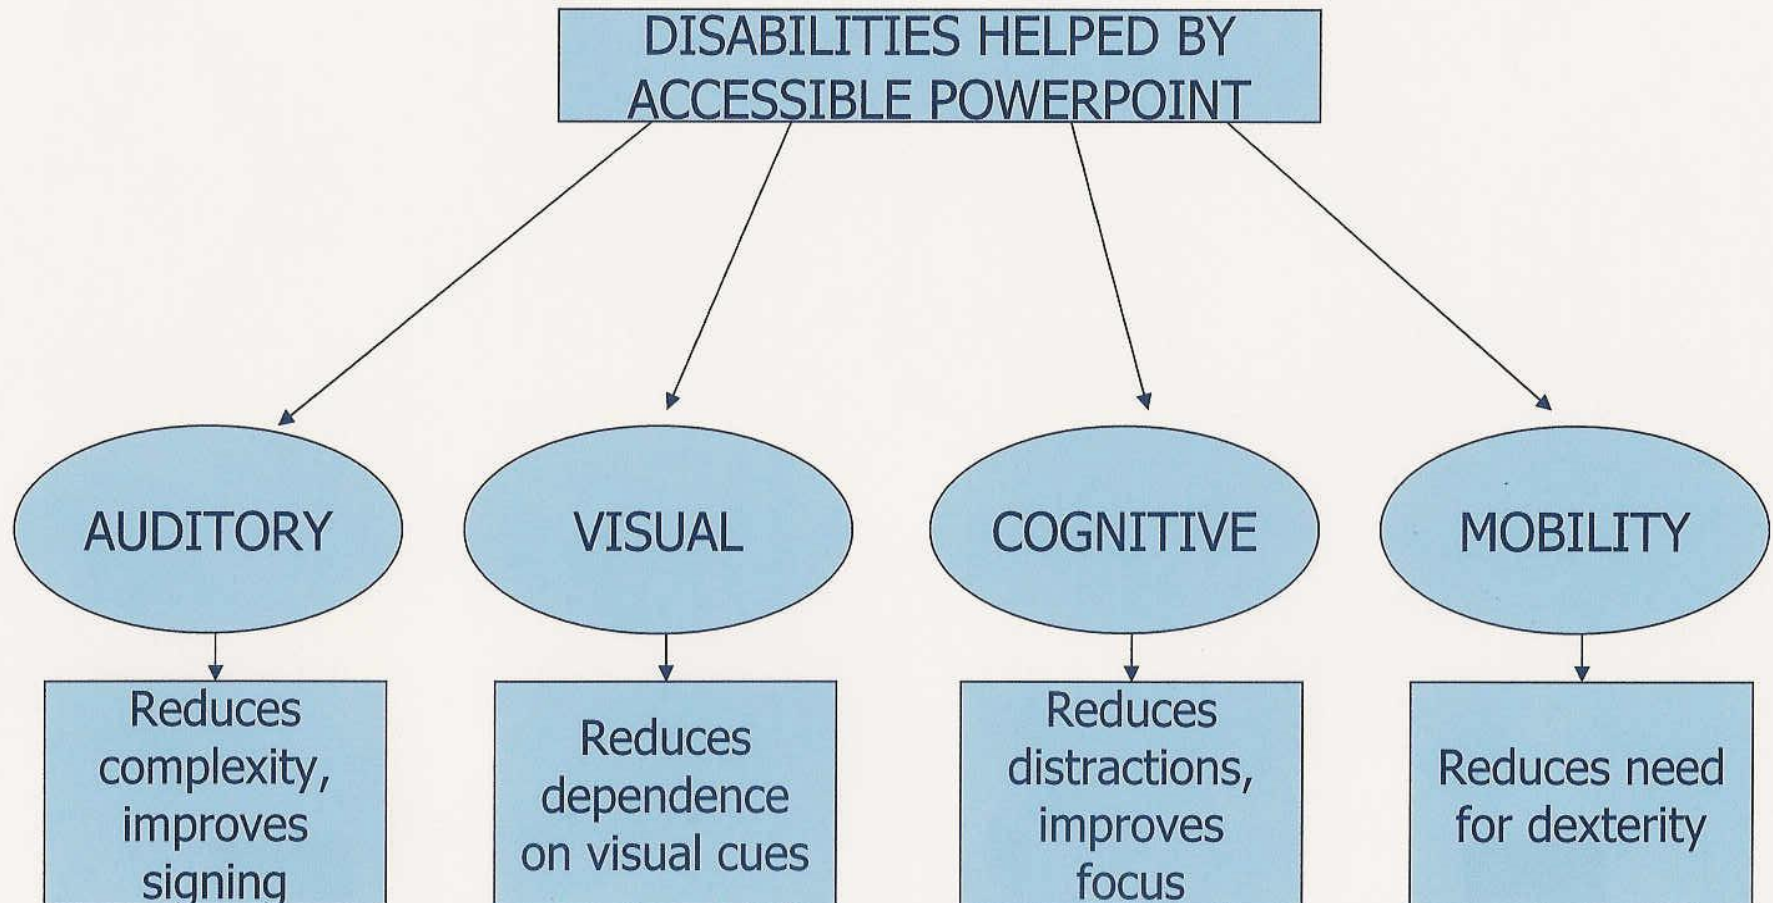 DISABILITIES HELPED BY
ACCESSIBLE POWERPOINT
AUDITORY
VISUAL
COGNITIVE
MOBILITY
Reduces
complexity,
improves
signing
Reduces
dependence
on visual cues
Reduces
distractions,
improves
focus
Reduces need
for dexterity